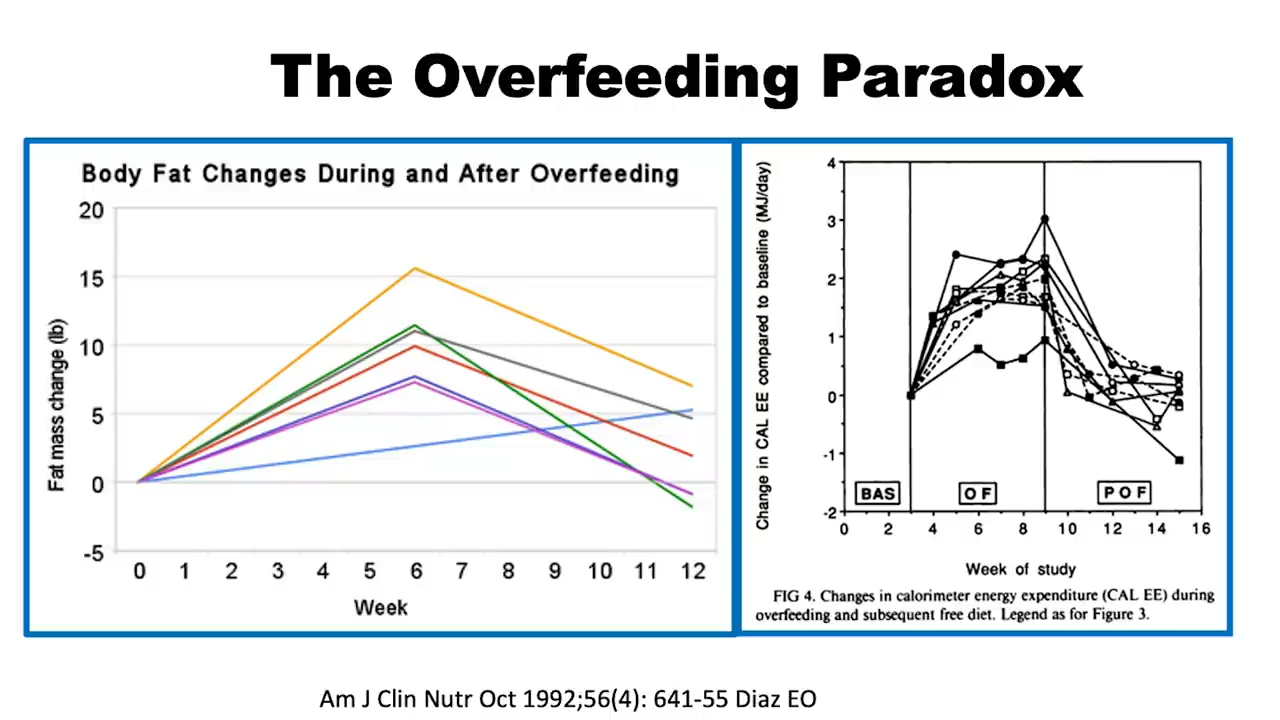 The Overfeeding Paradox
Body Fat Changes During and After Overfeeding
Fat mass change (lb)
20
15
10
5
0
-5
0 1 2 3 4 5 6 7 8 9 10 11 12
Week
Change in CAL EE compared to baseline (MJ/day)
4
3
2
1
0
-1
-2
BAS OF POF
0 2 4 6 8 10 12 14 16
Week of study
FIG 4. Changes in calorimeter energy expenditure (CAL EE) during
overfeeding and subsequent free diet. Legend as for Figure 3.
Am J Clin Nutr Oct 1992;56(4): 641-55 Diaz EO